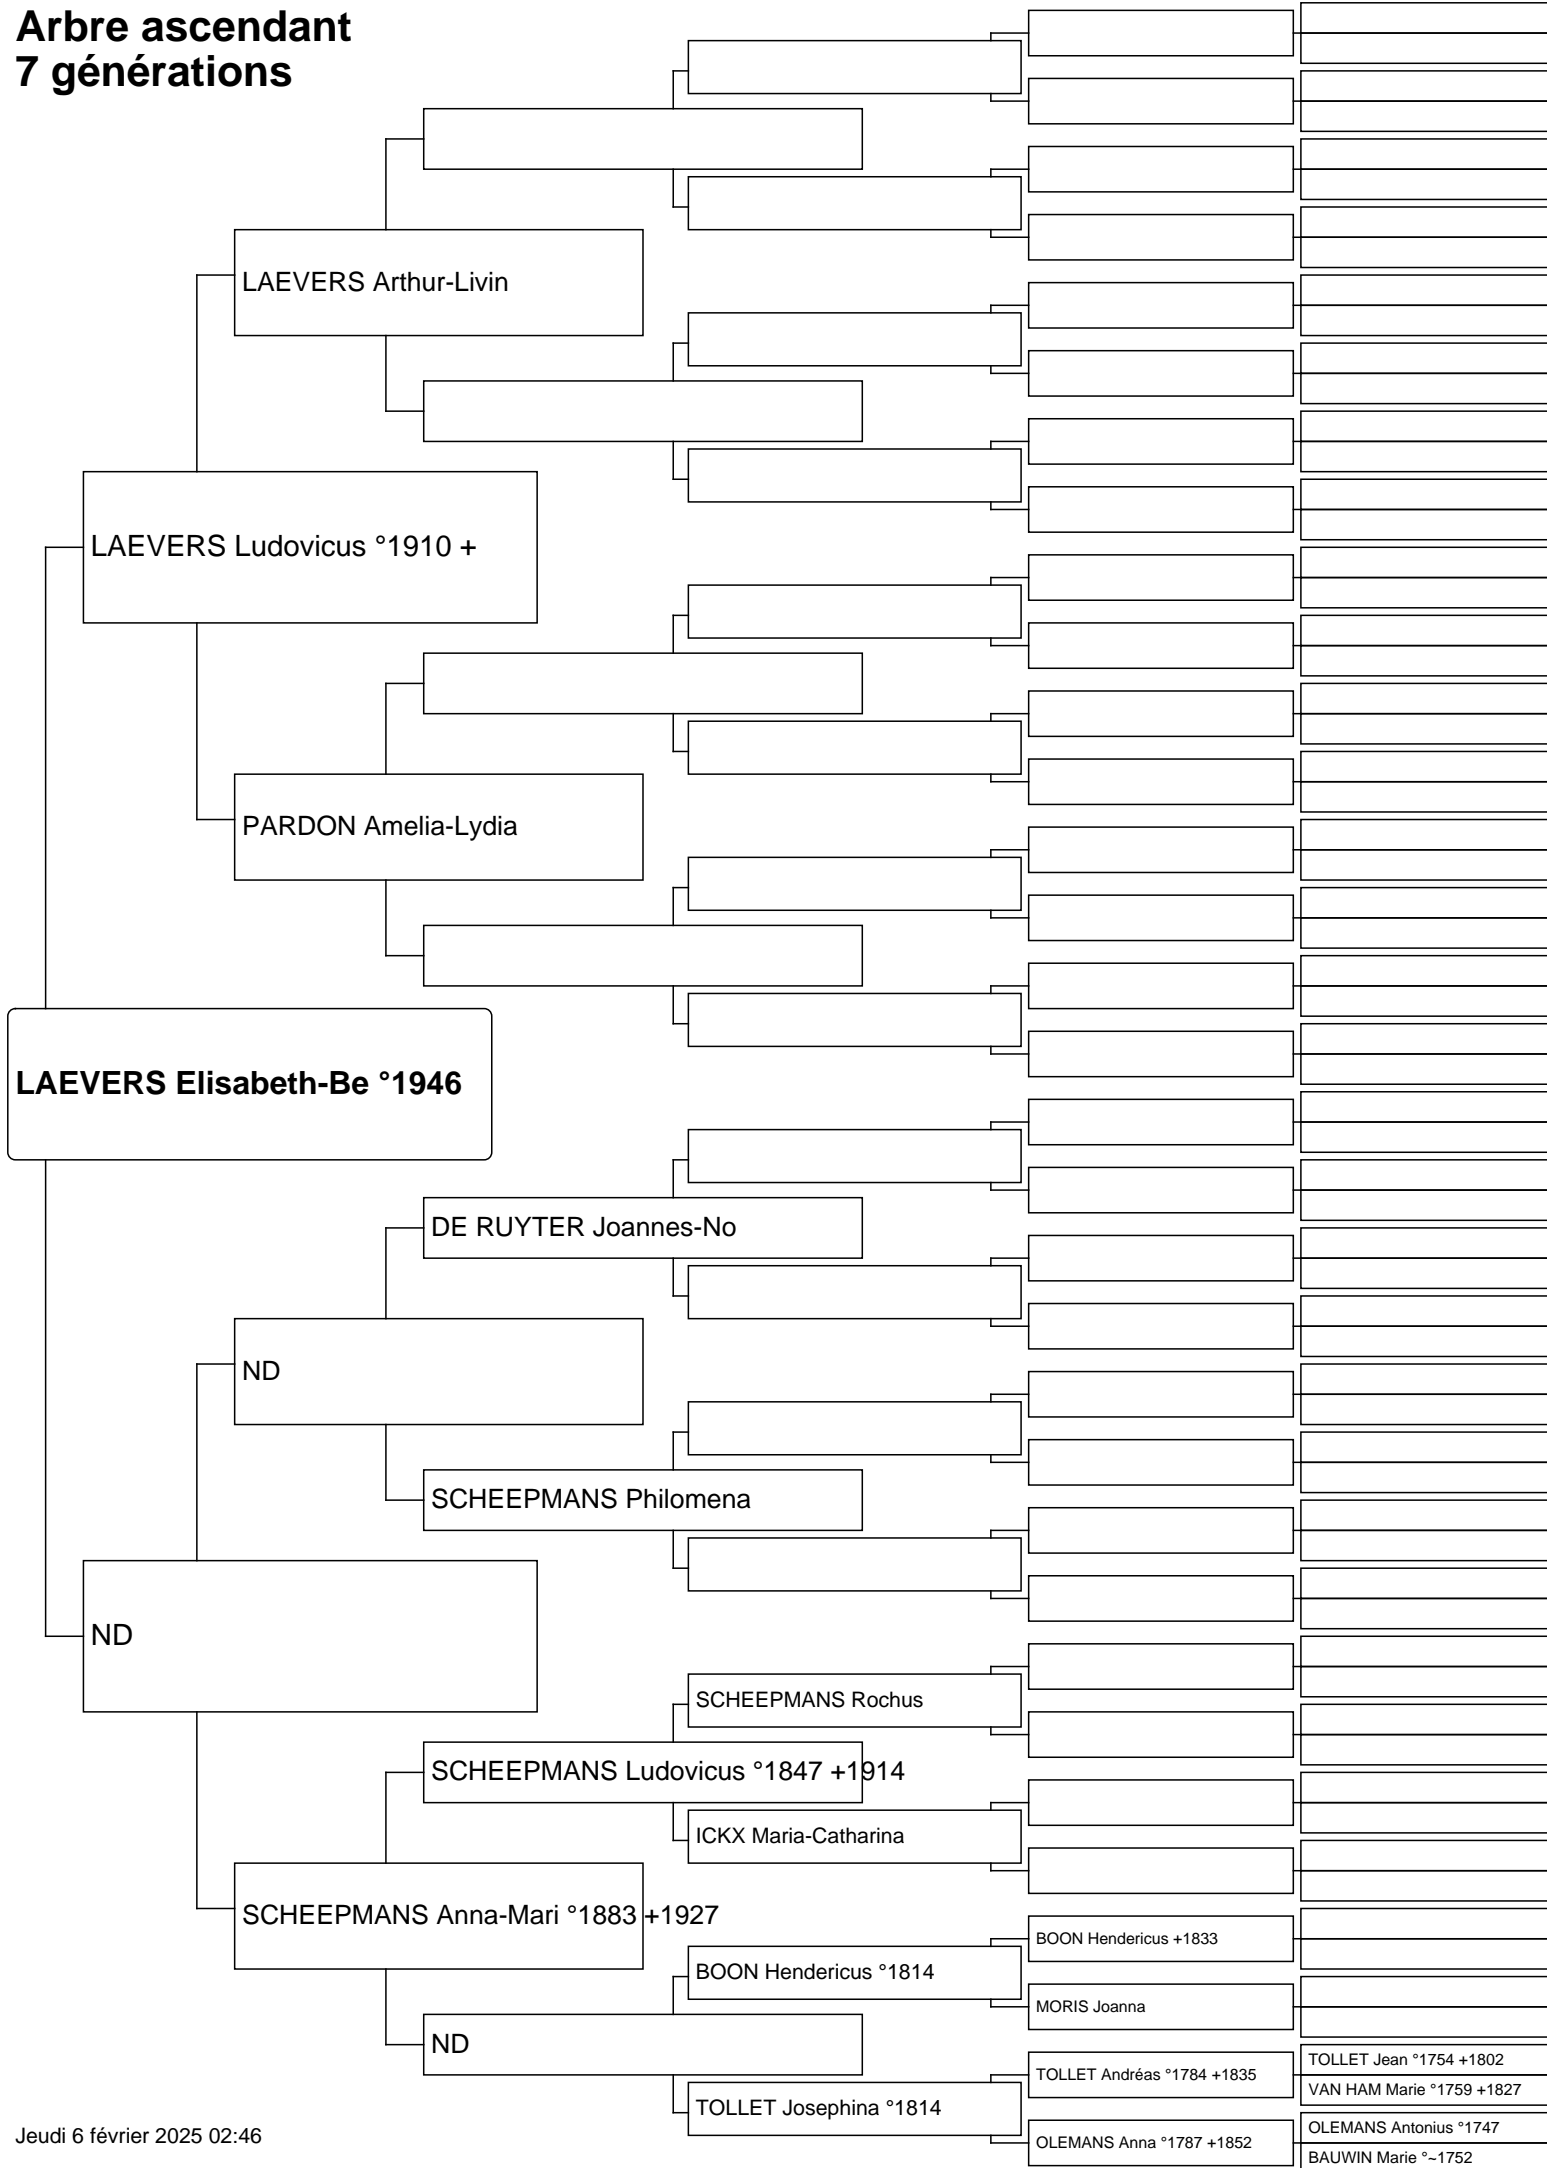 Arbre ascendant
7 générations
LAEVERS Arthur-Livin
LAEVERS Ludovicus °1910 +
PARDON Amelia-Lydia
LAEVERS Elisabeth-Be °1946
DE RUYTER Joannes-No
ND
SCHEEPMANS Philomena
ND
SCHEEPMANS Rochus
SCHEEPMANS Ludovicus °1847 +1914
ICKX Maria-Catharina
SCHEEPMANS Anna-Mari °1883 +1927
BOON Hendericus +1833
BOON Hendericus °1814
MORIS Joanna
ND
TOLLET Jean °1754 +1802
TOLLET Andréas °1784 +1835
VAN HAM Marie °1759 +1827
TOLLET Josephina °1814
OLEMANS Antonius °1747
OLEMANS Anna °1787 +1852
BAUWIN Marie °~1752
Jeudi 6 février 2025 02:46